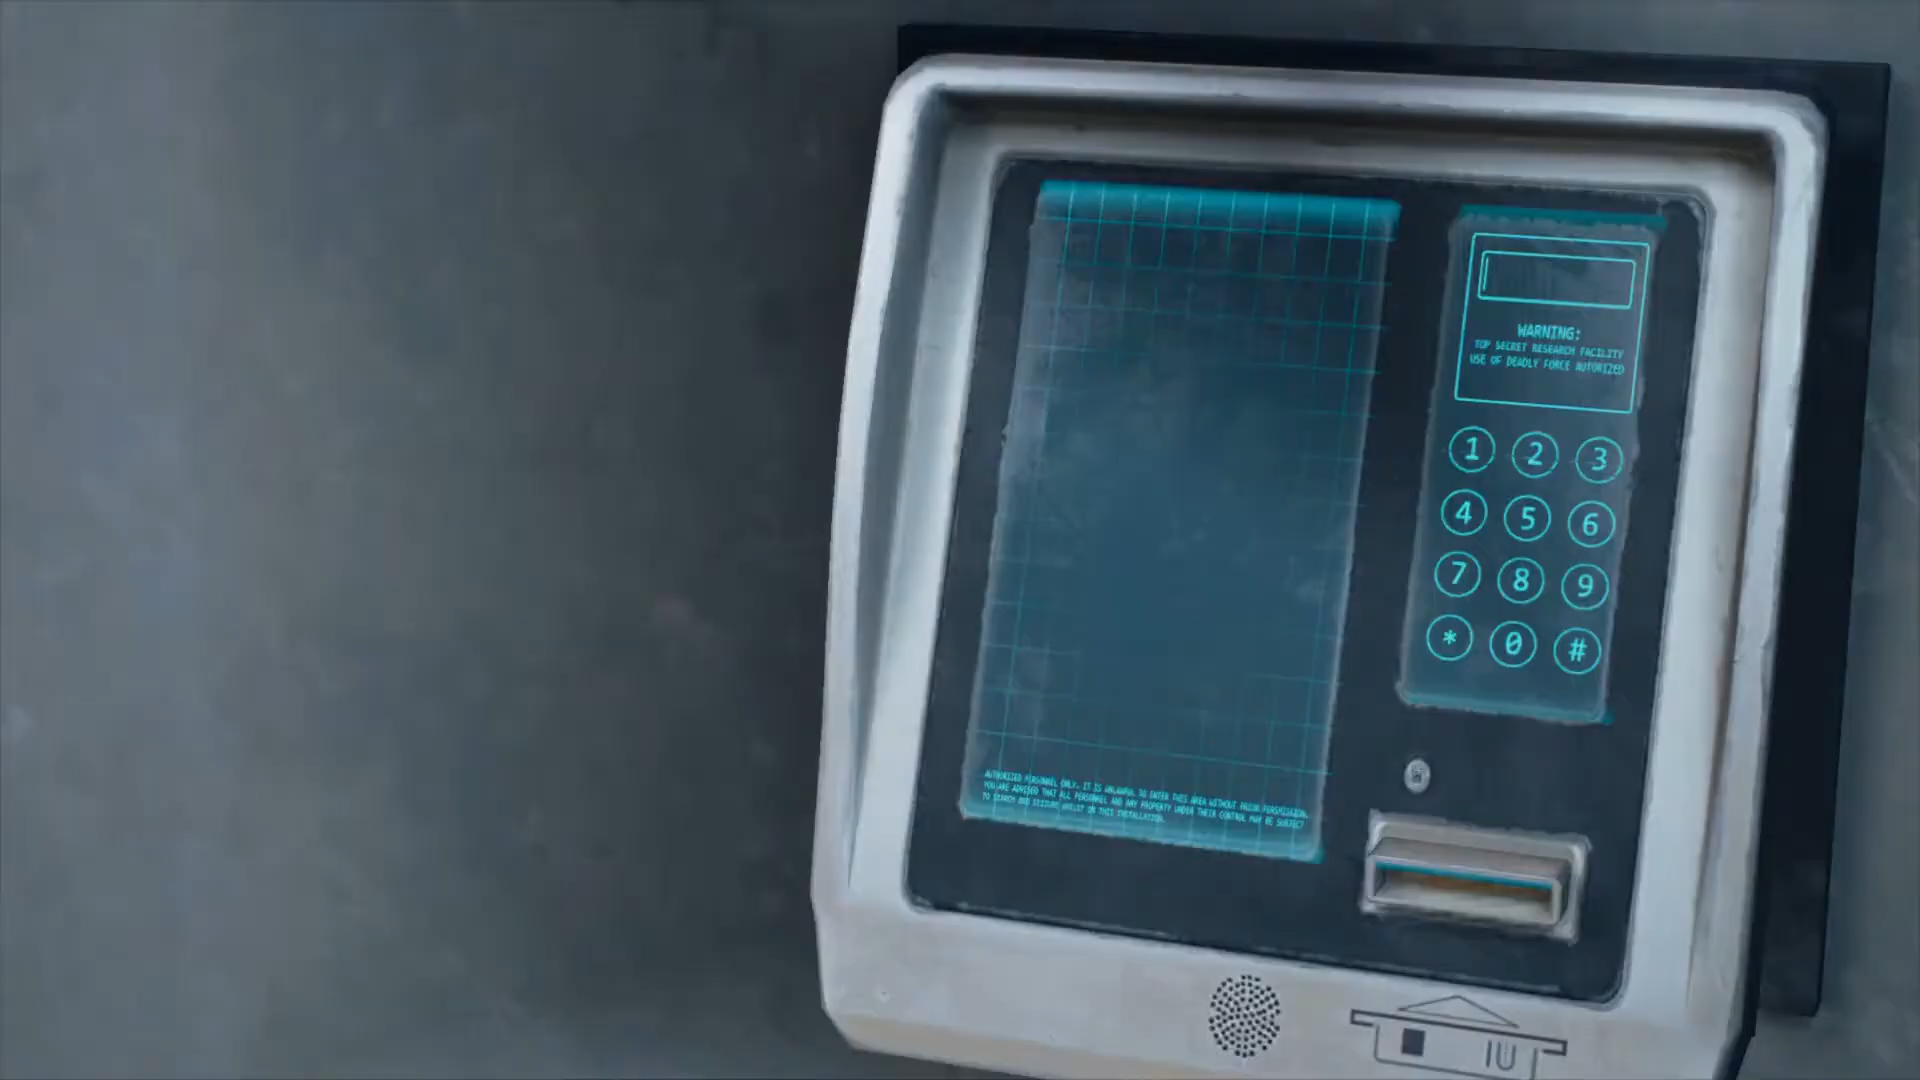 WARNING:
TOP SECRET RESEARCH FACILITY
USE OF DEADLY FORCE AUTORIZED
1 2 3
4 5 6
7 8 9
* 0 #
AUTHORIZED PERSONNEL ONLY. IT IS UNLAWFUL TO ENTER THIS AREA WITHOUT PRIOR PERSMISSION.
YOU ARE ADVISED THAT ALL PERSONNEL AND ANY PROPERTY UNDER THEIR CONTROL MAY BE SUBJECT
TO SEARCH AND SEIZURE WHILST ON THIS INSTALLATION.